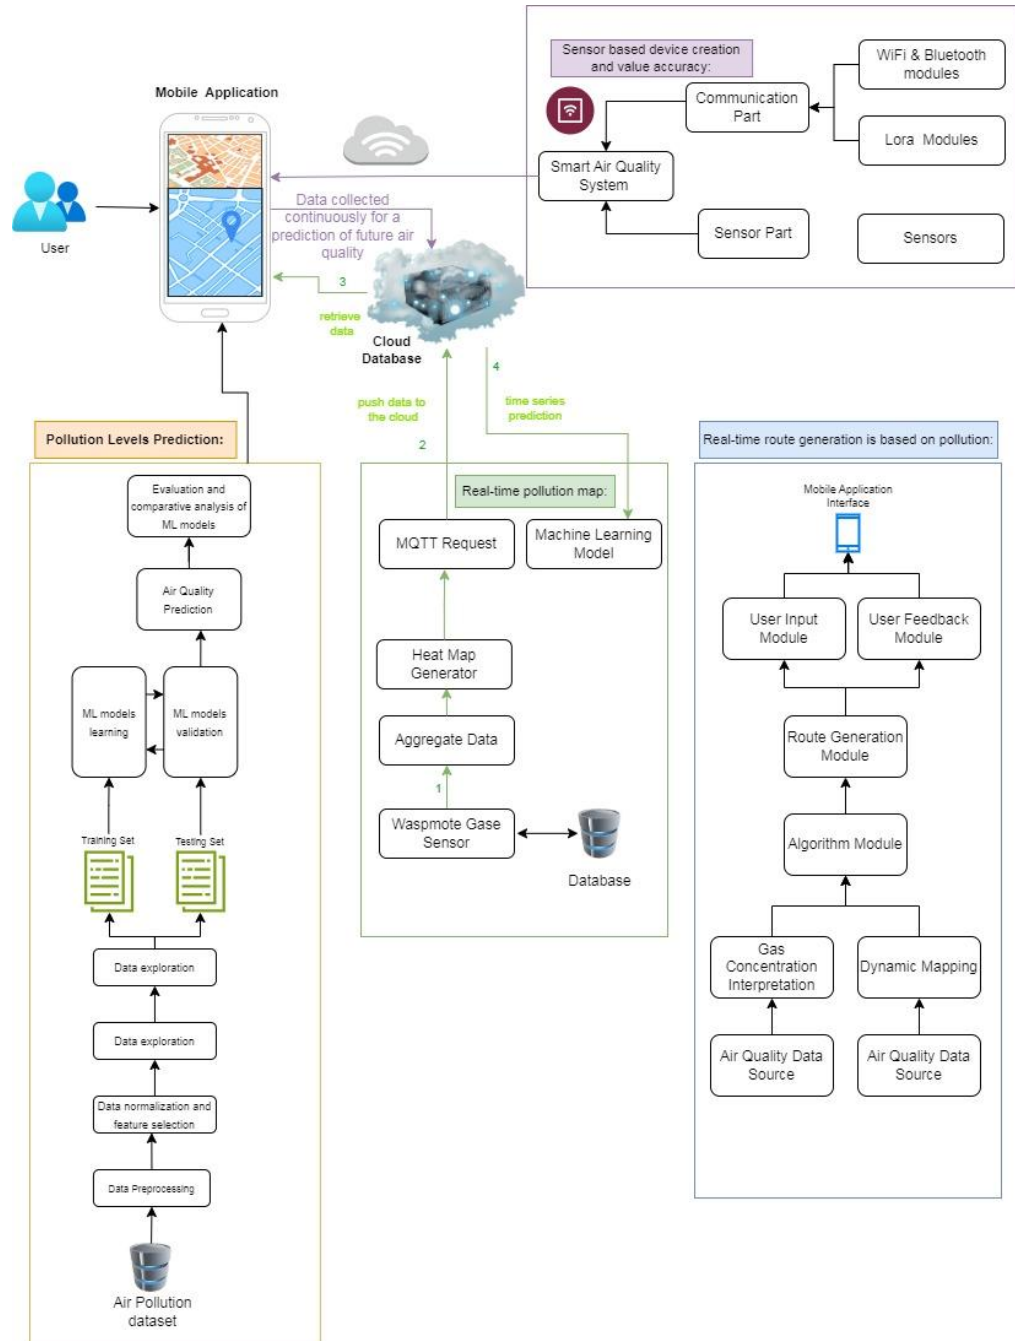 Sensor based device creation
and value accuracy:
WiFi & Bluetooth
modules
Communication
Part
Lora Modules
Smart Air Quality
System
Sensor Part
Sensors
Mobile Application
User
Data collected
continuously for a
prediction of future air
quality
3
retrieve
data
Cloud
Database
4
push data to
the cloud
time series
prediction
2
Pollution Levels Prediction:
Evaluation and
comparative analysis of
ML models
Air Quality
Prediction
ML models
learning
ML models
validation
Training Set
Testing Set
Data exploration
Data exploration
Data normalization and
feature selection
Data Preprocessing
Air Pollution
dataset
Real-time pollution map:
MQTT Request
Machine Learning
Model
Heat Map
Generator
Aggregate Data
1
Waspmote Gase
Sensor
Database
Real-time route generation is based on pollution:
Mobile Application
Interface
User Input
Module
User Feedback
Module
Route Generation
Module
Algorithm Module
Gas
Concentration
Interpretation
Dynamic Mapping
Air Quality Data
Source
Air Quality Data
Source